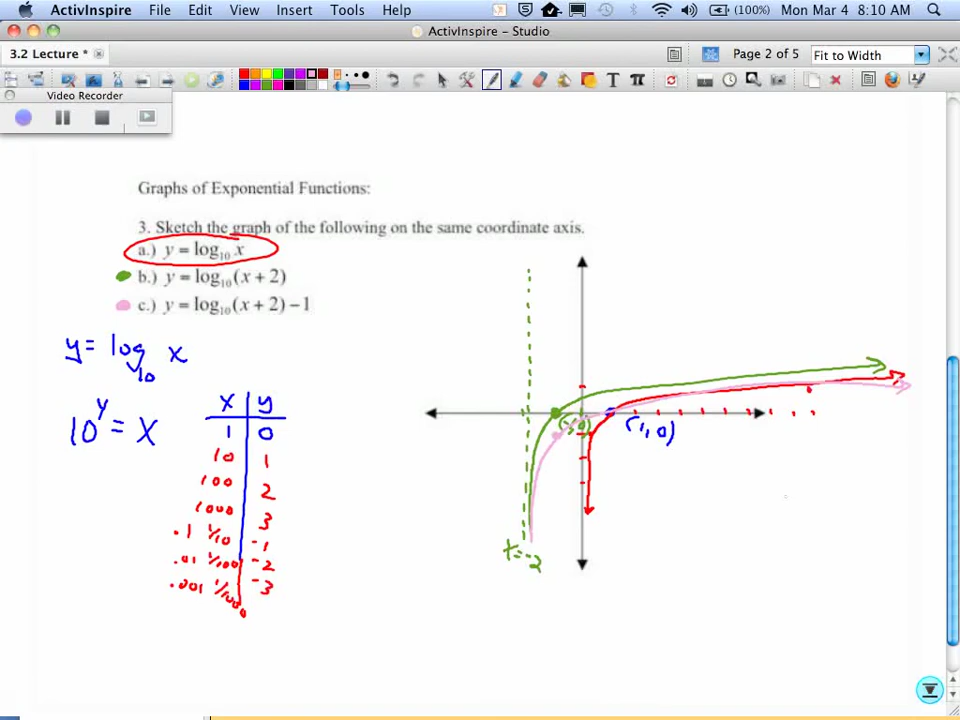 ActivInspire File Edit View Insert Tools Help (100%) Mon Mar 4 8:10 AM
ActivInspire - Studio
3.2 Lecture * Page 2 of 5 Fit to Width
Video Recorder
Graphs of Exponential Functions:
3. Sketch the graph of the following on the same coordinate axis.
a.) y = log₁₀ x
b.) y = log₁₀ (x + 2)
c.) y = log₁₀ (x + 2) − 1
y = log₁₀ x
10^y = x
x y
1 0
10 1
100 2
1000 3
.1 1/10 -1
.01 1/100 -2
.001 1/1000 -3
(1,0)
x=-2